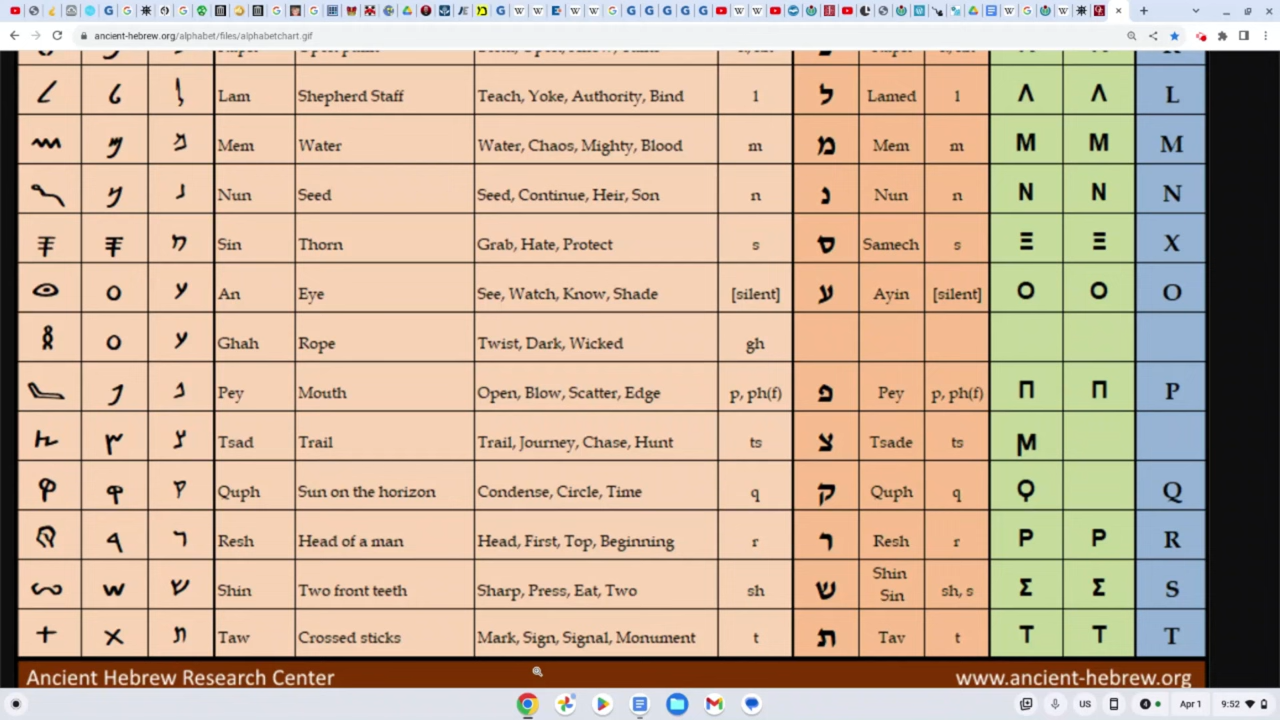 ancient-hebrew.org/alphabet/files/alphabetchart.gif
Lam Shepherd Staff Teach, Yoke, Authority, Bind l ל Lamed l Λ Λ L
Mem Water Water, Chaos, Mighty, Blood m מ Mem m M M M
Nun Seed Seed, Continue, Heir, Son n נ Nun n N N N
Sin Thorn Grab, Hate, Protect s ס Samech s Ξ Ξ X
An Eye See, Watch, Know, Shade [silent] ע Ayin [silent] O O O
Ghah Rope Twist, Dark, Wicked gh
Pey Mouth Open, Blow, Scatter, Edge p, ph(f) פ Pey p, ph(f) Π Π P
Tsad Trail Trail, Journey, Chase, Hunt ts צ Tsade ts
Quph Sun on the horizon Condense, Circle, Time q ק Quph q Ϙ Q
Resh Head of a man Head, First, Top, Beginning r ר Resh r P P R
Shin Two front teeth Sharp, Press, Eat, Two sh ש Shin Sin sh, s Σ Σ S
Taw Crossed sticks Mark, Sign, Signal, Monument t ת Tav t T T T
Ancient Hebrew Research Center www.ancient-hebrew.org
US 4 Apr 1 9:52